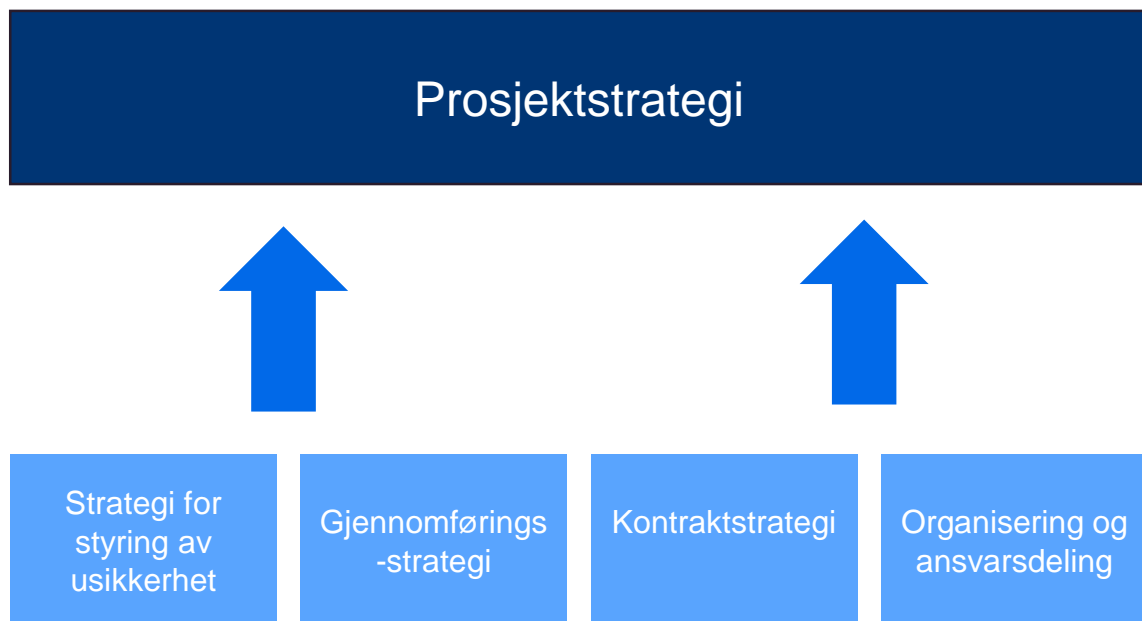 Prosjektstrategi
Strategi for
styring av
usikkerhet
Gjennomførings
-strategi
Kontraktstrategi
Organisering og
ansvarsdeling